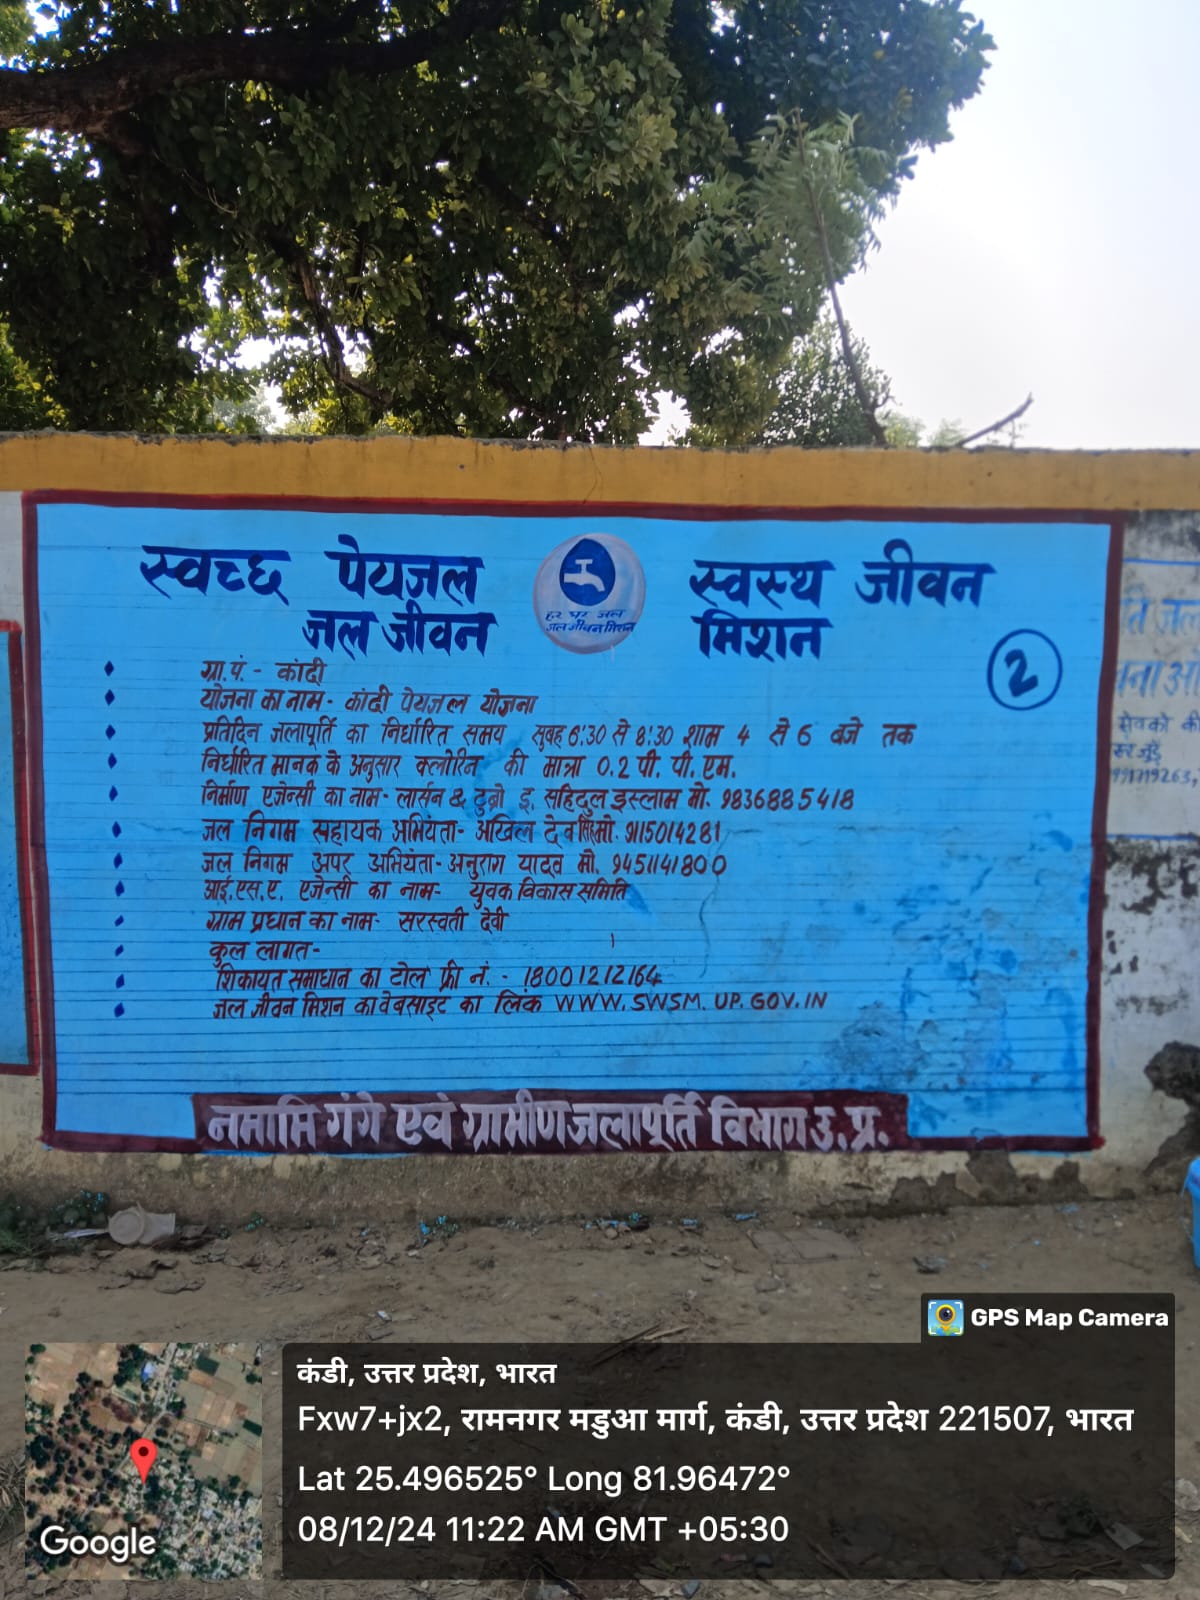 स्वच्छ पेयजल स्वस्थ जीवन
जल जीवन मिशन
हर घर जल
जल जीवन मिशन
2
ग्रा.पं. - कांदी
योजना का नाम - कांदी पेयजल योजना
प्रतिदिन जलापूर्ति का निर्धारित समय सुबह 6:30 से 8:30 शाम 4 से 6 बजे तक
निर्धारित मानक के अनुसार क्लोरिन की मात्रा 0.2 पी. पी. एम.
निर्माण एजेन्सी का नाम - लार्सन & टुब्रो इ. सहिदुल इस्लाम मो. 9836885418
जल निगम सहायक अभियंता - अखिल देव सिंह मो. 9115014281
जल निगम अपर अभियंता - अनुराग यादव मो. 9451141800
आई.एस.ए. एजेन्सी का नाम - युवक विकास समिति
ग्राम प्रधान का नाम - सरस्वती देवी
कुल लागत -
शिकायत समाधान का टोल फ्री नं. - 18001212164
जल जीवन मिशन का वेबसाइट का लिंक WWW.SWSM.UP.GOV.IN
नमामि गंगे एवं ग्रामीण जलापूर्ति विभाग उ.प्र.
GPS Map Camera
कंडी, उत्तर प्रदेश, भारत
Fxw7+jx2, रामनगर मडुआ मार्ग, कंडी, उत्तर प्रदेश 221507, भारत
Lat 25.496525° Long 81.96472°
08/12/24 11:22 AM GMT +05:30
Google